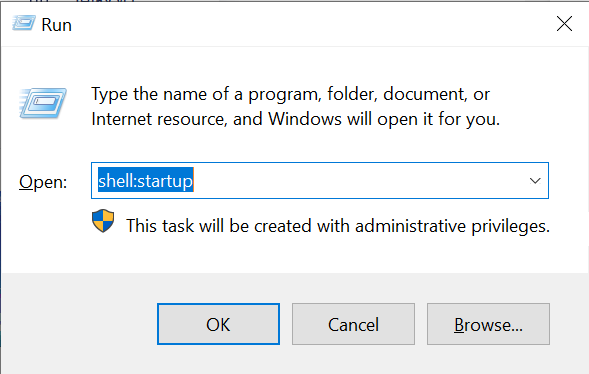 Run
Type the name of a program, folder, document, or
Internet resource, and Windows will open it for you.
Open: shell:startup
This task will be created with administrative privileges.
OK Cancel Browse...